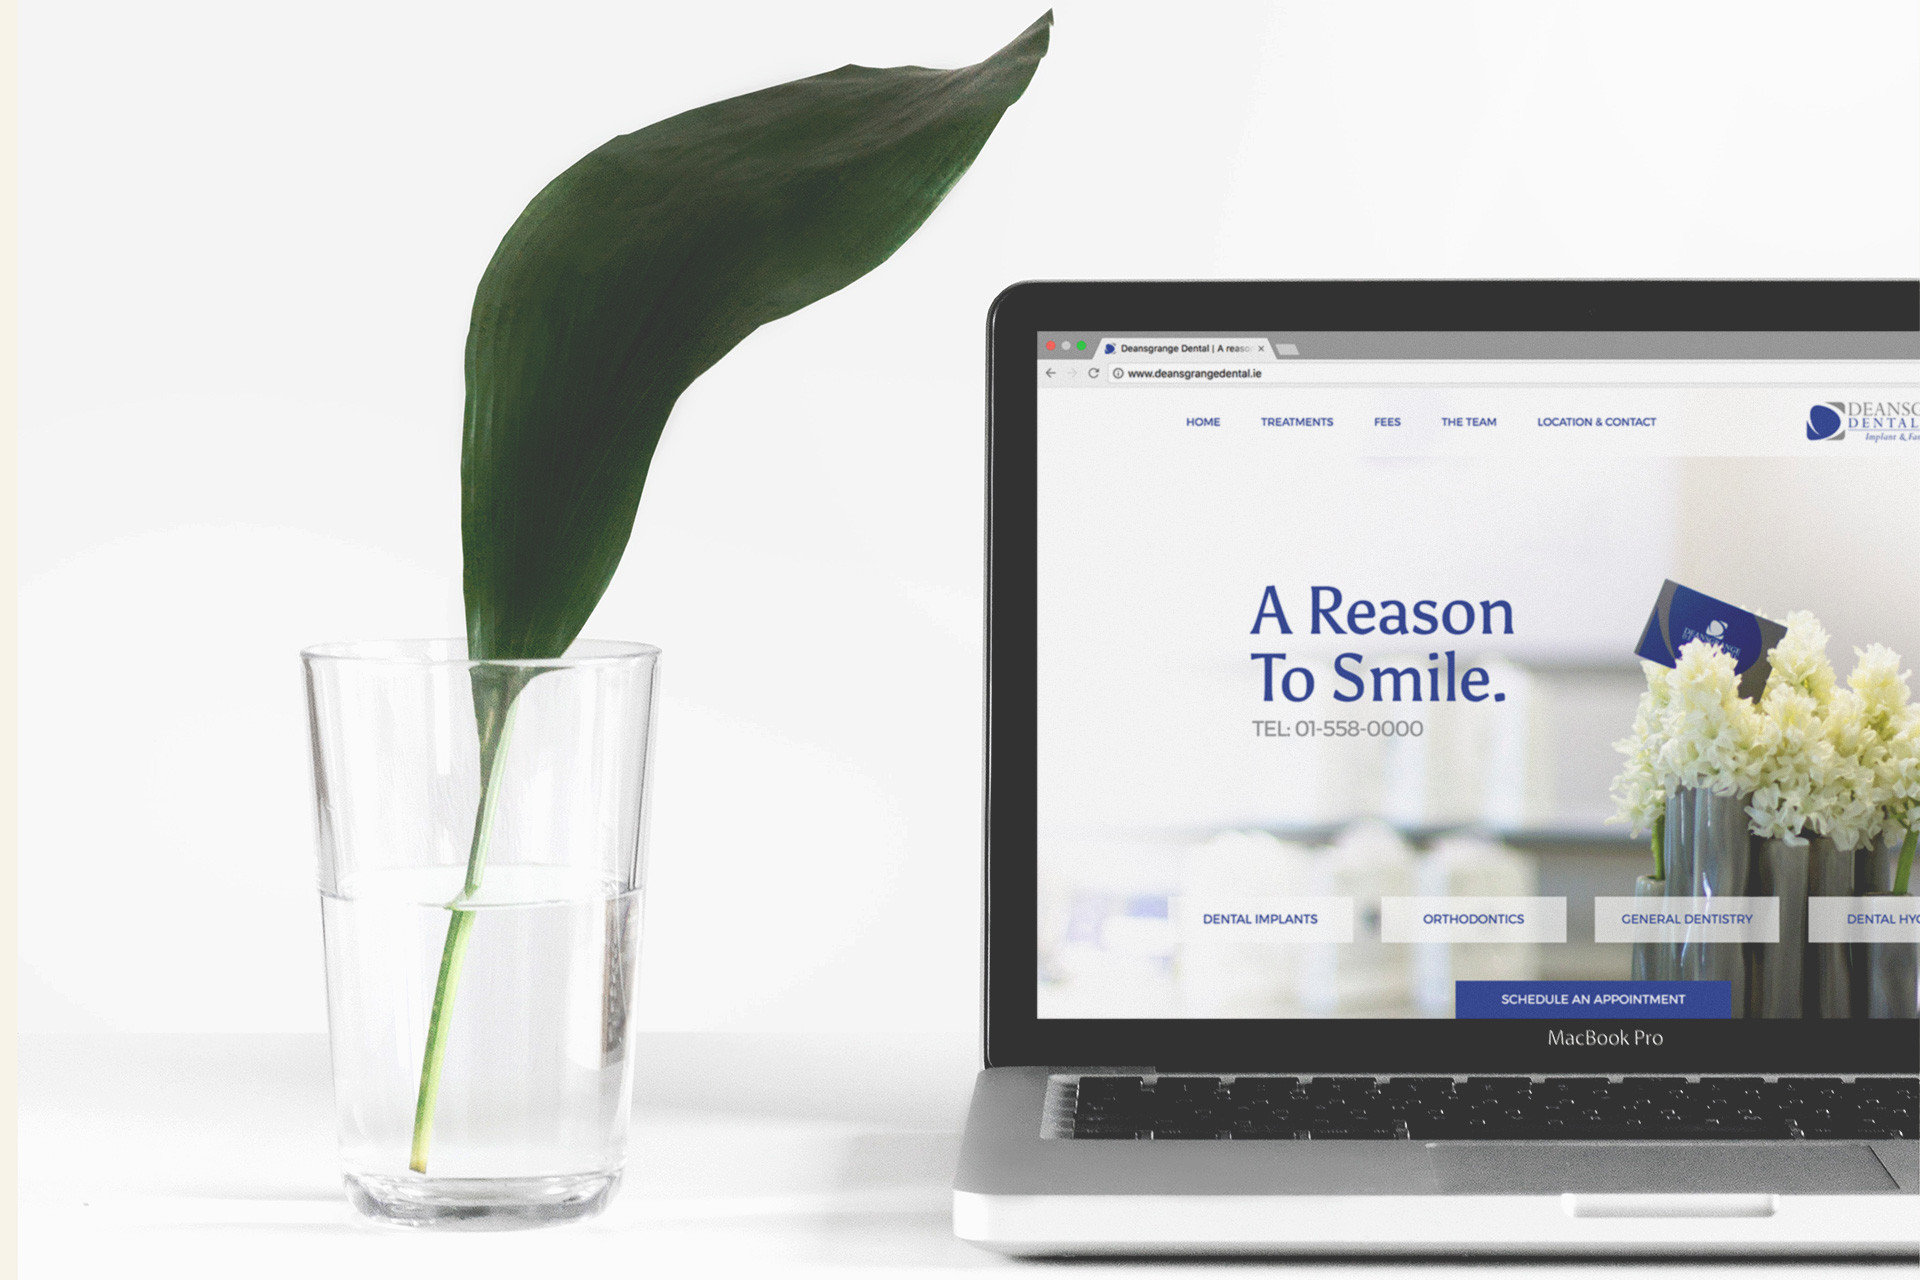 Deansgrange Dental | A reaso
www.deansgrangedental.ie
HOME TREATMENTS FEES THE TEAM LOCATION & CONTACT
DEANSG
DENTAL
Implant & Fa
A Reason
To Smile.
TEL: 01-558-0000
DEANSGRANGE
DENTAL IMPLANTS ORTHODONTICS GENERAL DENTISTRY DENTAL HYG
SCHEDULE AN APPOINTMENT
MacBook Pro